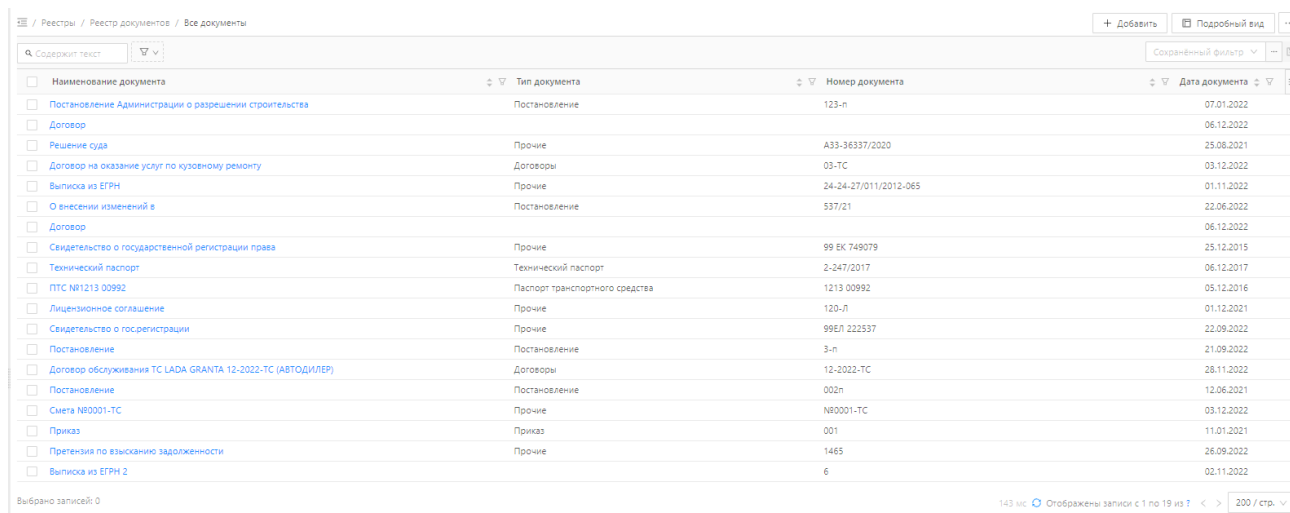 / Реестры / Реестр документов / Все документы
+ Добавить Подробный вид ...
Содержит текст Сохранённый фильтр ...
Наименование документа Тип документа Номер документа Дата документа
Постановление Администрации о разрешении строительства Постановление 123-п 07.01.2022
Договор 06.12.2022
Решение суда Прочие А33-36337/2020 25.08.2021
Договор на оказание услуг по кузовному ремонту Договоры 03-ТС 03.12.2022
Выписка из ЕГРН Прочие 24-24-27/011/2012-065 01.11.2022
О внесении изменений в Постановление 537/21 22.06.2022
Договор 06.12.2022
Свидетельство о государственной регистрации права Прочие 99 ЕК 749079 25.12.2015
Технический паспорт Технический паспорт 2-247/2017 06.12.2017
ПТС №1213 00992 Паспорт транспортного средства 1213 00992 05.12.2016
Лицензионное соглашение Прочие 120-Л 01.12.2021
Свидетельство о гос.регистрации Прочие 99ЕЛ 222537 22.09.2022
Постановление Постановление 3-п 21.09.2022
Договор обслуживания ТС LADA GRANTA 12-2022-ТС (АВТОДИЛЕР) Договоры 12-2022-ТС 28.11.2022
Постановление Постановление 002п 12.06.2021
Смета №0001-ТС Прочие №0001-ТС 03.12.2022
Приказ Приказ 001 11.01.2021
Претензия по взысканию задолженности Прочие 1465 26.09.2022
Выписка из ЕГРН 2 6 02.11.2022
Выбрано записей: 0 143 мс Отображены записи с 1 по 19 из ? < > 200 / стр.